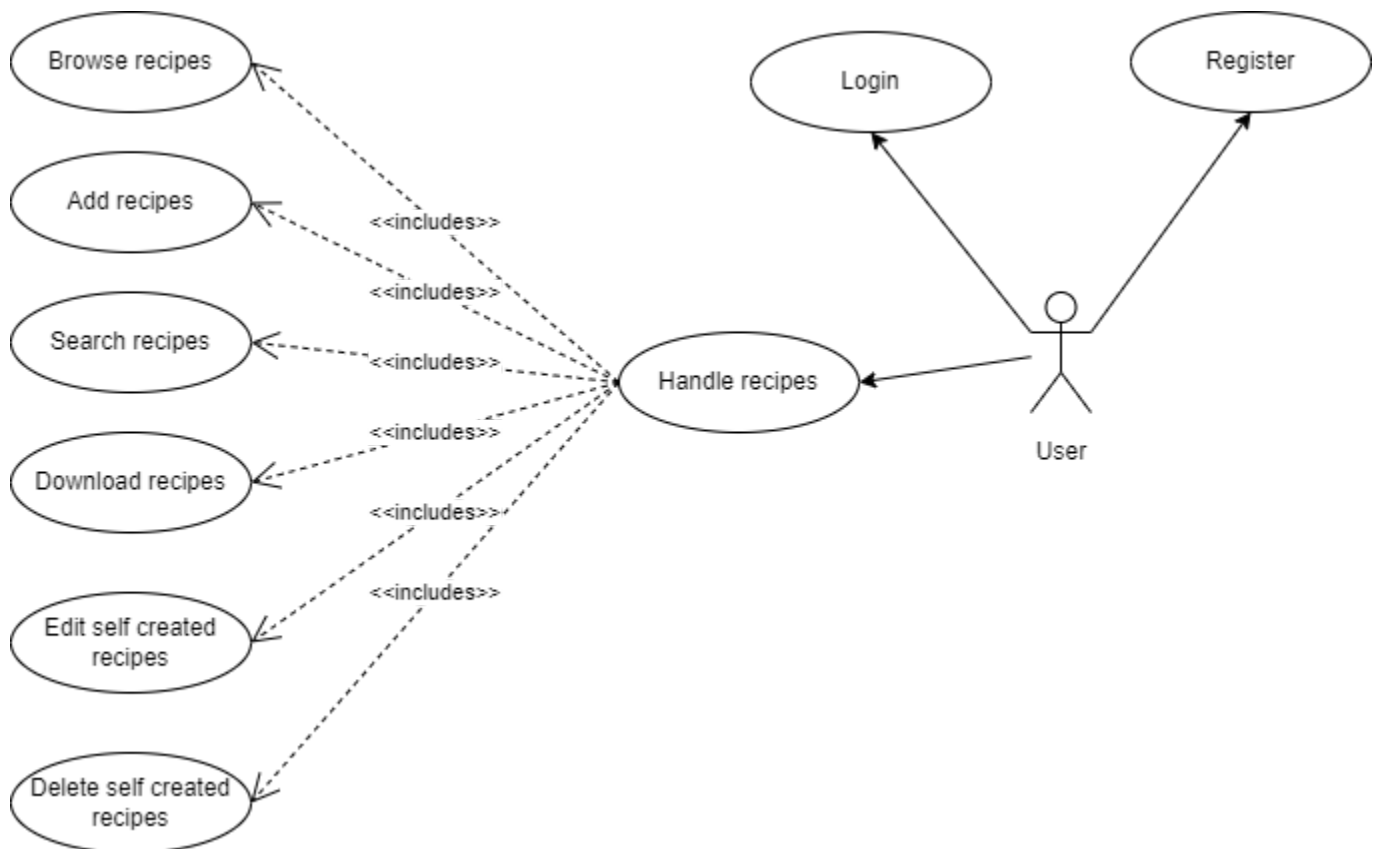 Browse recipes
Login
Register
Add recipes
<<includes>>
<<includes>>
Search recipes
<<includes>>
Handle recipes
<<includes>>
User
Download recipes
<<includes>>
<<includes>>
Edit self created
recipes
Delete self created
recipes